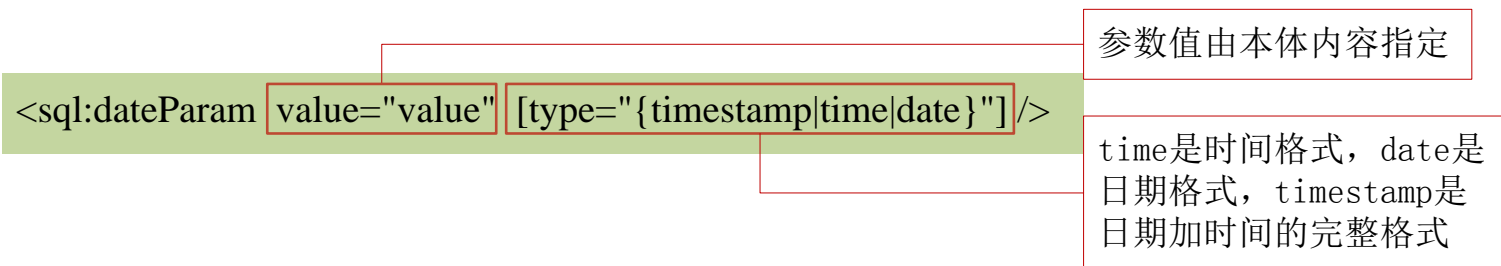 参数值由本体内容指定
<sql:dateParam value="value" [type="{timestamp|time|date}"] />
time是时间格式，date是
日期格式，timestamp是
日期加时间的完整格式